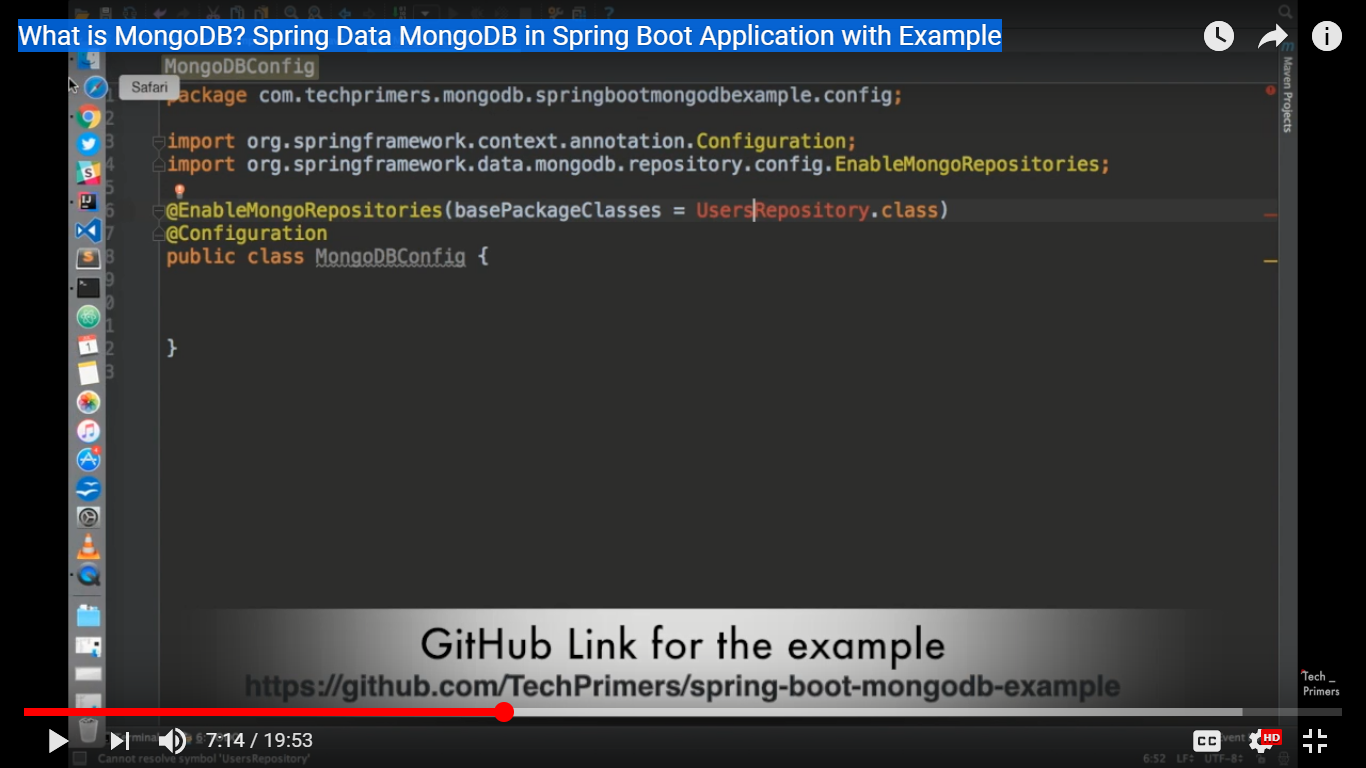 What is MongoDB? Spring Data MongoDB in Spring Boot Application with Example
MongoDBConfig
Safari
package com.techprimers.mongodb.springbootmongodbexample.config;
import org.springframework.context.annotation.Configuration;
import org.springframework.data.mongodb.repository.config.EnableMongoRepositories;
@EnableMongoRepositories(basePackageClasses = UsersRepository.class)
@Configuration
public class MongoDBConfig {
}
Maven Projects
GitHub Link for the example
https://github.com/TechPrimers/spring-boot-mongodb-example
Tech _
Primers
7:14 / 19:53
CC
HD
Cannot resolve symbol 'UsersRepository'
6:52 LF: UTF-8: